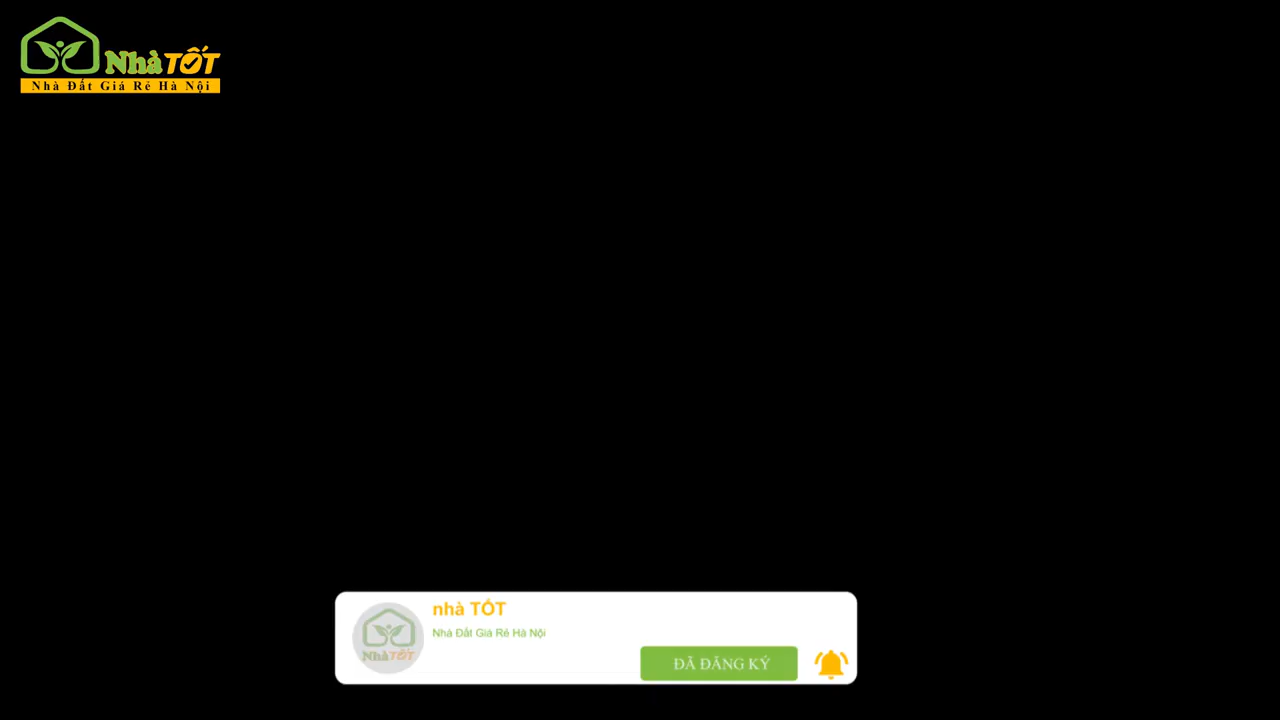 NhàTỐT
Nhà Đất Giá Rẻ Hà Nội
nhà TỐT
Nhà Đất Giá Rẻ Hà Nội
NhàTỐT
ĐÃ ĐĂNG KÝ